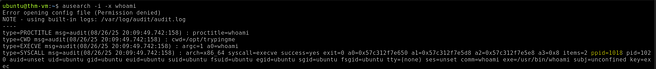 ubuntu@thm-vm:~$ ausearch -i -x whoami
Error opening config file (Permission denied)
NOTE - using built-in logs: /var/log/audit/audit.log
----
type=PROCTITLE msg=audit(08/26/25 20:09:49.742:158) : proctitle=whoami
type=CWD msg=audit(08/26/25 20:09:49.742:158) : cwd=/opt/trypingme
type=EXECVE msg=audit(08/26/25 20:09:49.742:158) : argc=1 a0=whoami
type=SYSCALL msg=audit(08/26/25 20:09:49.742:158) : arch=x86_64 syscall=execve success=yes exit=0 a0=0x57c312f7e650 a1=0x57c312f7e5d8 a2=0x57c312f7e5e8 a3=0x8 items=2 ppid=1018 pid=102
0 auid=unset uid=ubuntu gid=ubuntu euid=ubuntu suid=ubuntu fsuid=ubuntu egid=ubuntu sgid=ubuntu fsgid=ubuntu tty=(none) ses=unset comm=whoami exe=/usr/bin/whoami subj=unconfined key=ex
ec